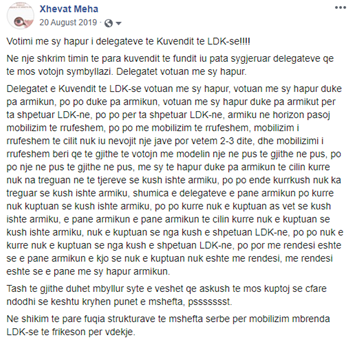 Xhevat Meha
20 August 2019 ·
Votimi me sy hapur i delegateve te Kuvendit te LDK-se!!!!
Ne nje shkrim timin te para kuvendit te fundit iu pata sygjeruar delegateve qe
te mos votojn symbyllazi. Delegatet votuan me sy hapur.
Delegatet e Kuvendit te LDK-se votuan me sy hapur, votuan me sy hapur
duke pa armikun, po po duke pa armikun, votuan me sy hapur duke pa armikut per
ta shpetuar LDK-ne, po po per ta shpetuar LDK-ne, armiku ne horizon pasoj
mobilizim te rrufeshem, po po me mobilizim te rrufeshem, mobilizim i
rrufeshem te cilit nuk iu nevojit nje jave por vetem 2-3 dite, dhe mobilizimi i
rrufeshem beri qe te gjithe te votojn me modelin nje ne pus te gjithe ne pus, po
po nje ne pus te gjithe ne pus, me sy te hapur duke pa armikun te cilin kurre
nuk na treguan ne te tjereve se kush ishte armiku, po po ende kurrkush nuk ka
treguar se kush ishte armiku, shumica e delegateve e pane armikun po kurre
nuk kuptuan se kush ishte armiku, po po kurre nuk e kuptuan as vet se kush
ishte armiku, e pane armikun e pane armikun te cilin kurre nuk e kuptuan se
kush ishte armiku, nuk e kuptuan se nga kush e shpetuan LDK-ne, po po nuk e
kurre nuk e kuptuan se nga kush e shpetuan LDK-ne, po por me rendesi eshte
se e pane armikun e kjo se nuk e kuptuan nuk eshte me rendesi, me rendesi
eshte se e pane me sy hapur armikun.
Tash te gjithe duhet mbyllur syte e veshet qe askush te mos kuptoj se cfare
ndodhi se keshtu kryhen punet e mshefta, psssssssst.
Ne shikim te pare fuqia strukturave te mshefta serbe per mobilizim mbrenda
LDK-se te frikeson per vdekje.